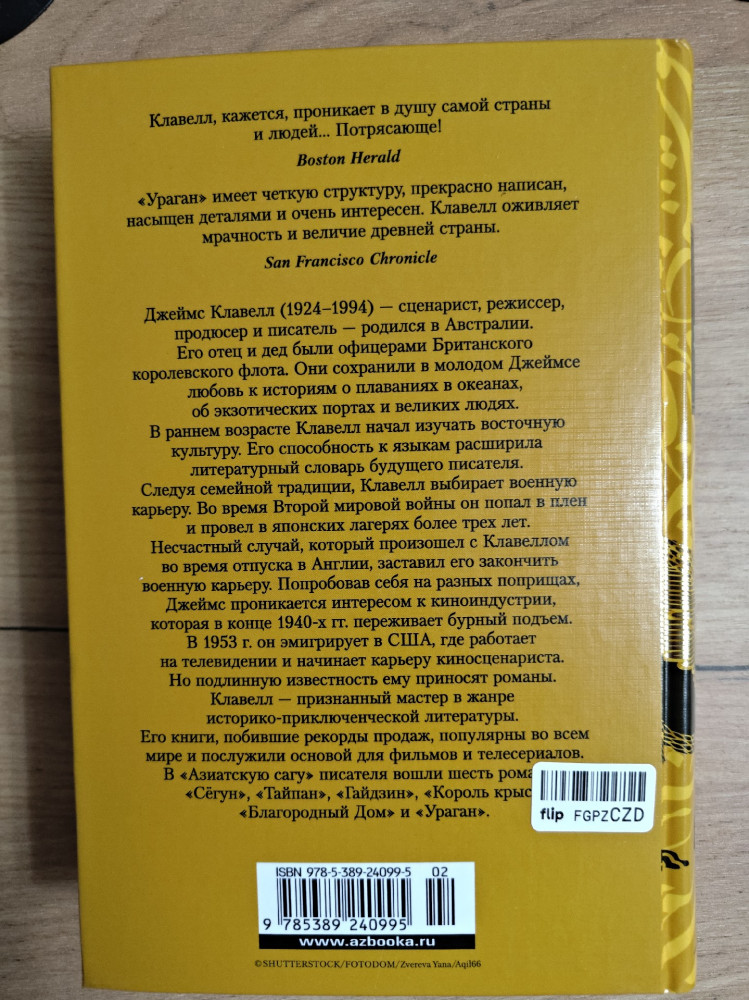 Клавелл, кажется, проникает в душу самой страны
и людей... Потрясающе!
Boston Herald
«Ураган» имеет четкую структуру, прекрасно написан,
насыщен деталями и очень интересен. Клавелл оживляет
мрачность и величие древней страны.
San Francisco Chronicle
Джеймс Клавелл (1924–1994) — сценарист, режиссер,
продюсер и писатель — родился в Австралии.
Его отец и дед были офицерами Британского
королевского флота. Они сохранили в молодом Джеймсе
любовь к историям о плаваниях в океанах,
об экзотических портах и великих людях.
В раннем возрасте Клавелл начал изучать восточную
культуру. Его способность к языкам расширила
литературный словарь будущего писателя.
Следуя семейной традиции, Клавелл выбирает военную
карьеру. Во время Второй мировой войны он попал в плен
и провел в японских лагерях более трех лет.
Несчастный случай, который произошел с Клавеллом
во время отпуска в Англии, заставил его закончить
военную карьеру. Попробовав себя на разных поприщах,
Джеймс проникается интересом к киноиндустрии,
которая в конце 1940-х гг. переживает бурный подъем.
В 1953 г. он эмигрирует в США, где работает
на телевидении и начинает карьеру киносценариста.
Но подлинную известность ему приносят романы.
Клавелл — признанный мастер в жанре
историко-приключенческой литературы.
Его книги, побившие рекорды продаж, популярны во всем
мире и послужили основой для фильмов и телесериалов.
В «Азиатскую сагу» писателя вошли шесть рома
«Сёгун», «Тайпан», «Гайдзин», «Король крыс
«Благородный Дом» и «Ураган».
flip FGPZCZD
ISBN 978-5-389-24099-5 02
9 785389 240995
www.azbooka.ru
©SHUTTERSTOCK/FOTODOM/Zvereva Yana/Aqil66